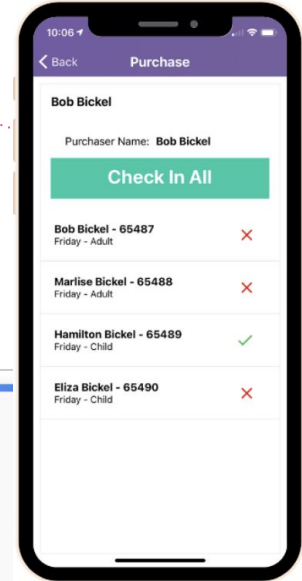 10:06
Back Purchase
Bob Bickel
Purchaser Name: Bob Bickel
Check In All
Bob Bickel - 65487
Friday - Adult
Marlise Bickel - 65488
Friday - Adult
Hamilton Bickel - 65489
Friday - Child
Eliza Bickel - 65490
Friday - Child